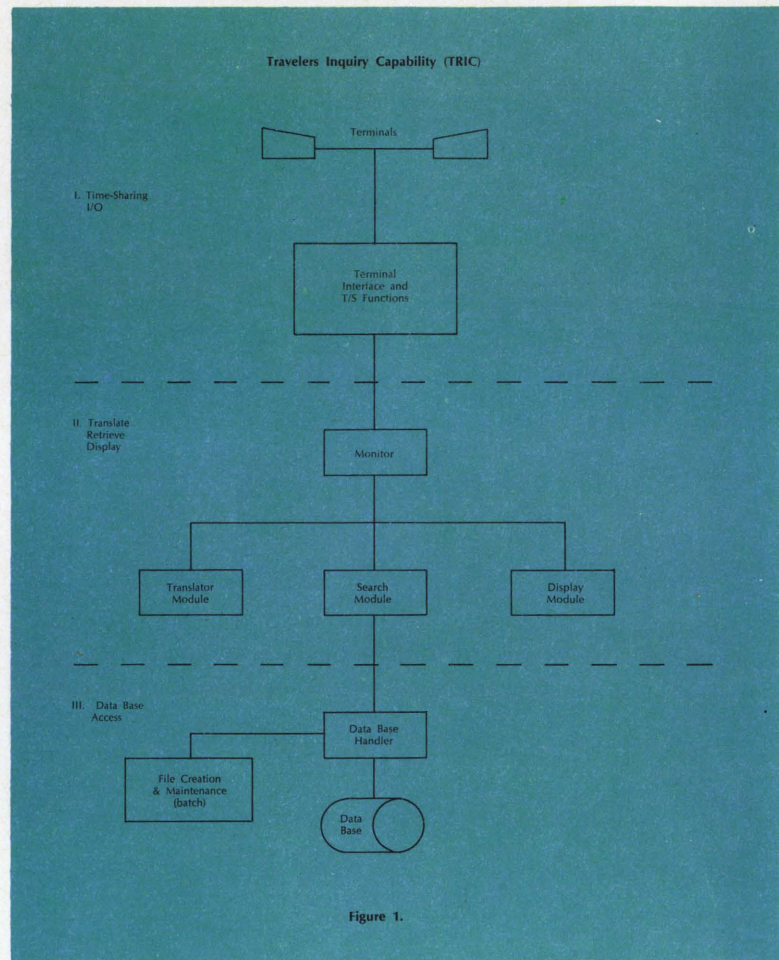 Travelers Inquiry Capability (TRIC)
Terminals
I. Time-Sharing
I/O
Terminal
Interface and
T/S Functions
II. Translate
Retrieve
Display
Monitor
Translator
Module
Search
Module
Display
Module
III. Data Base
Access
Data Base
Handler
File Creation
& Maintenance
(batch)
Data
Base
Figure 1.